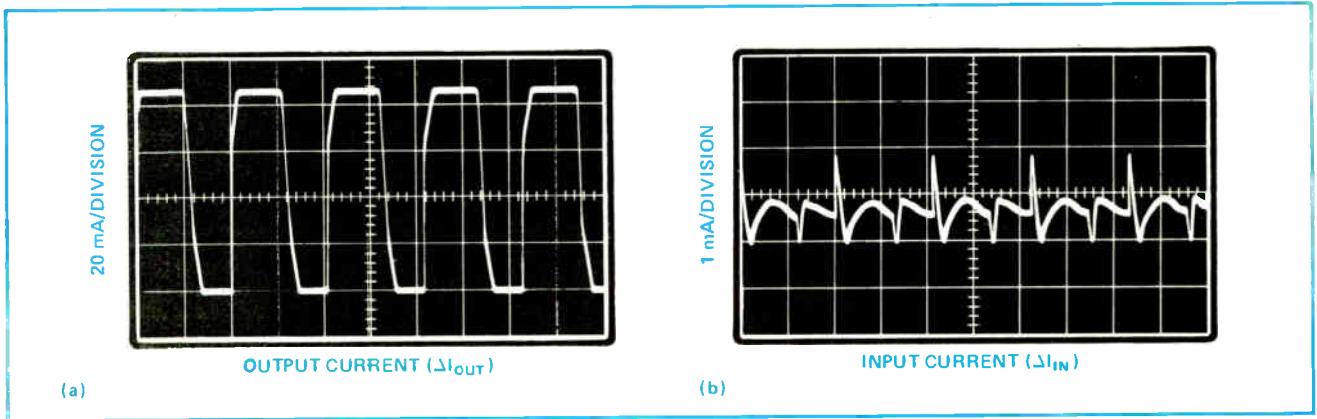 20 mA/DIVISION
OUTPUT CURRENT (ΔI_OUT)
(a)
1 mA/DIVISION
INPUT CURRENT (ΔI_IN)
(b)